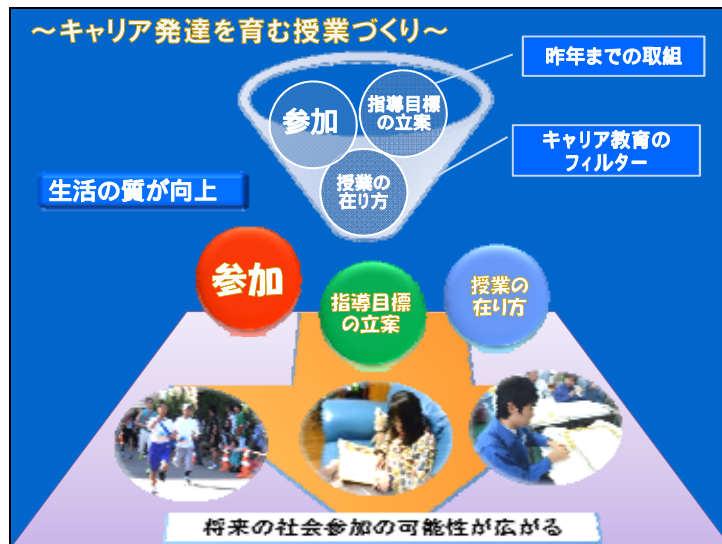 ～キャリア発達を育む授業づくり～
昨年までの取組
参加
指導目標
の立案
キャリア教育の
フィルター
授業の
在り方
生活の質が向上
参加
指導目標
の立案
授業の
在り方
将来の社会参加の可能性が広がる